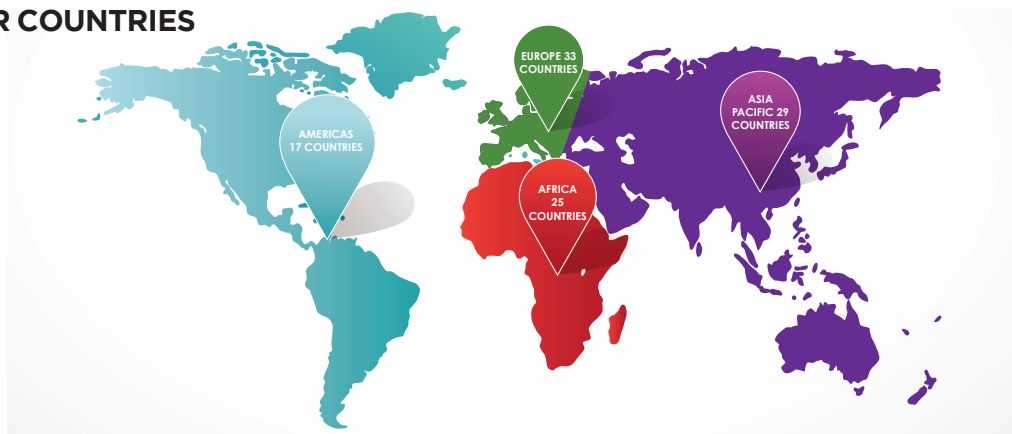 R COUNTRIES
EUROPE 33
COUNTRIES
ASIA
PACIFIC 29
COUNTRIES
AMERICAS
17 COUNTRIES
AFRICA
25
COUNTRIES